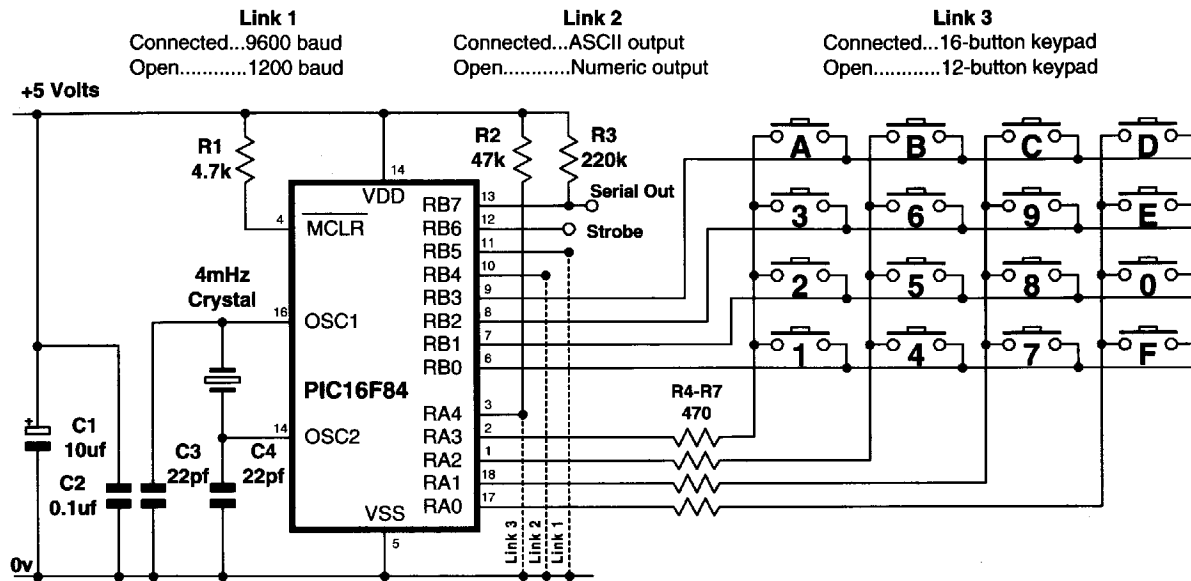 Link 1
Connected...9600 baud
Open............1200 baud
Link 2
Connected...ASCII output
Open............Numeric output
Link 3
Connected...16-button keypad
Open............12-button keypad
+5 Volts
R1
4.7k
R2
47k
R3
220k
14
VDD
4
MCLR
4mHz
Crystal
16
OSC1
14
OSC2
PIC16F84
VSS
5
RB7
13
Serial Out
RB6
12
Strobe
RB5
11
RB4
10
RB3
9
RB2
8
RB1
7
RB0
6
RA4
3
RA3
2
RA2
1
RA1
18
RA0
17
R4-R7
470
C1
10uf
C2
0.1uf
C3
22pf
C4
22pf
0v
Link 3
Link 2
Link 1
A B C D
3 6 9 E
2 5 8 0
1 4 7 F
+